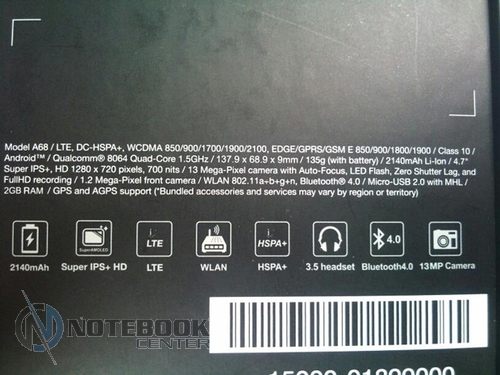 Model A68 / LTE, DC-HSPA+, WCDMA 850/900/1700/1900/2100, EDGE/GPRS/GSM E 850/900/1800/1900 / Class 10 /
Android™ / Qualcomm® 8064 Quad-Core 1.5GHz / 137.9 x 68.9 x 9mm / 135g (with battery) / 2140mAh Li-Ion / 4.7"
Super IPS+, HD 1280 x 720 pixels, 700 nits / 13 Mega-Pixel camera with Auto-Focus, LED Flash, Zero Shutter Lag, and
FullHD recording / 1.2 Mega-Pixel front camera / WLAN 802.11a+b+g+n, Bluetooth® 4.0 / Micro-USB 2.0 with MHL /
2GB RAM / GPS and AGPS support (*Bundled accessories and services may vary by region or territory)
SuperAMOLED LTE HSPA+ 4.0
2140mAh Super IPS+ HD LTE WLAN HSPA+ 3.5 headset Bluetooth4.0 13MP Camera
NOTEBOOK
CENTER